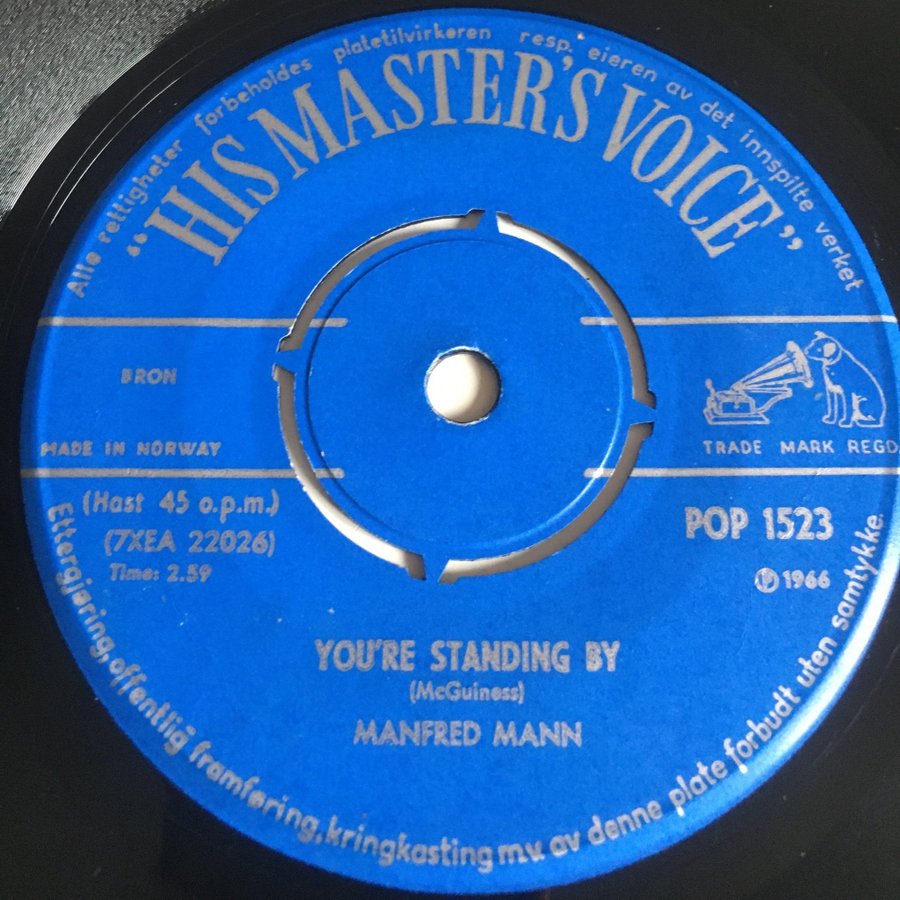 Alle rettigheter forbeholdes platetilvirkeren resp. eieren av det innspilte verket
"HIS MASTER'S VOICE"
BRON
MADE IN NORWAY
TRADE MARK REGD.
(Hast 45 o.p.m.)
(7XEA 22026)
Time: 2.59
POP 1523
Ⓟ 1966
YOU'RE STANDING BY
(McGuiness)
MANFRED MANN
Ettergjøring, offentlig framføring, kringkasting m.v. av denne plate forbudt uten samtykke.